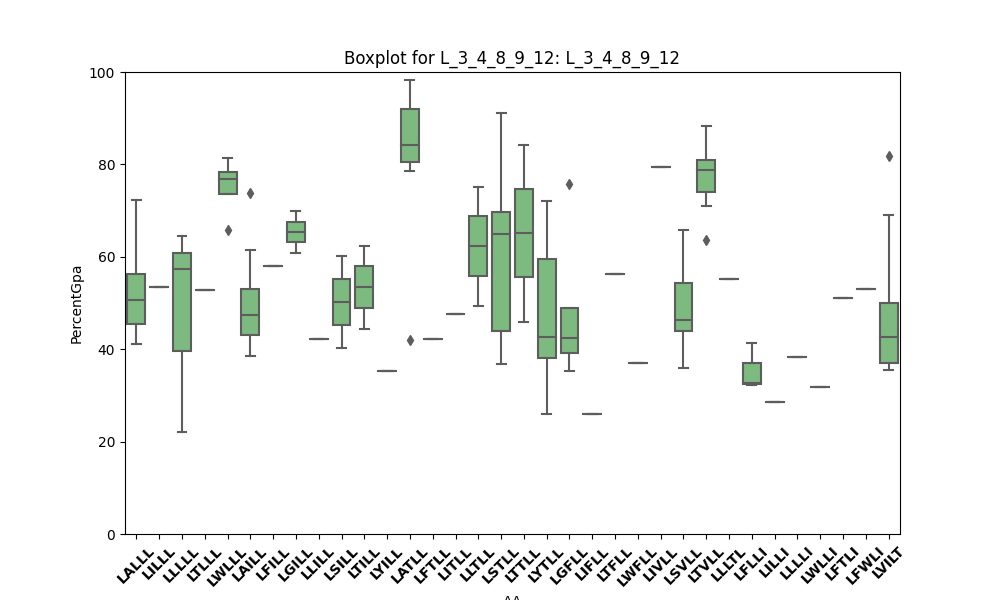 Boxplot for L_3_4_8_9_12: L_3_4_8_9_12
100
80
60
40
20
0
PercentGpa
LALLL
LILLL
LLLLL
LTLLL
LWLLL
LAILL
LFILL
LGILL
LLILL
LSILL
LTILL
LYILL
LATLL
LFTLL
LITLL
LLTLL
LSTLL
LTTLL
LYTLL
LGFLL
LIFLL
LTFLL
LWFLL
LIVLL
LSVLL
LTVLL
LLLTL
LFLLI
LILLI
LLLLI
LWLLI
LFTLI
LFWLI
LVILT
AA